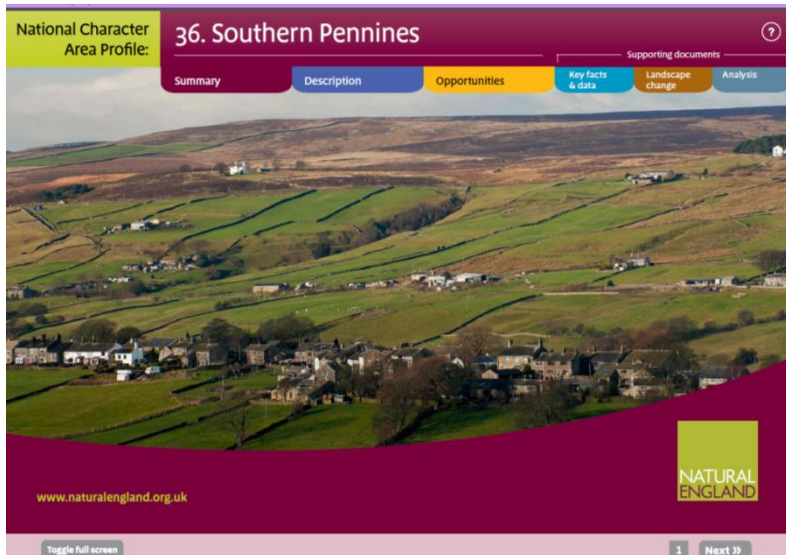 National Character
Area Profile:
36. Southern Pennines
?
Supporting documents
Summary
Description
Opportunities
Key facts
& data
Landscape
change
Analysis
NATURAL
ENGLAND
www.naturalengland.org.uk
Toggle full screen
1
Next »